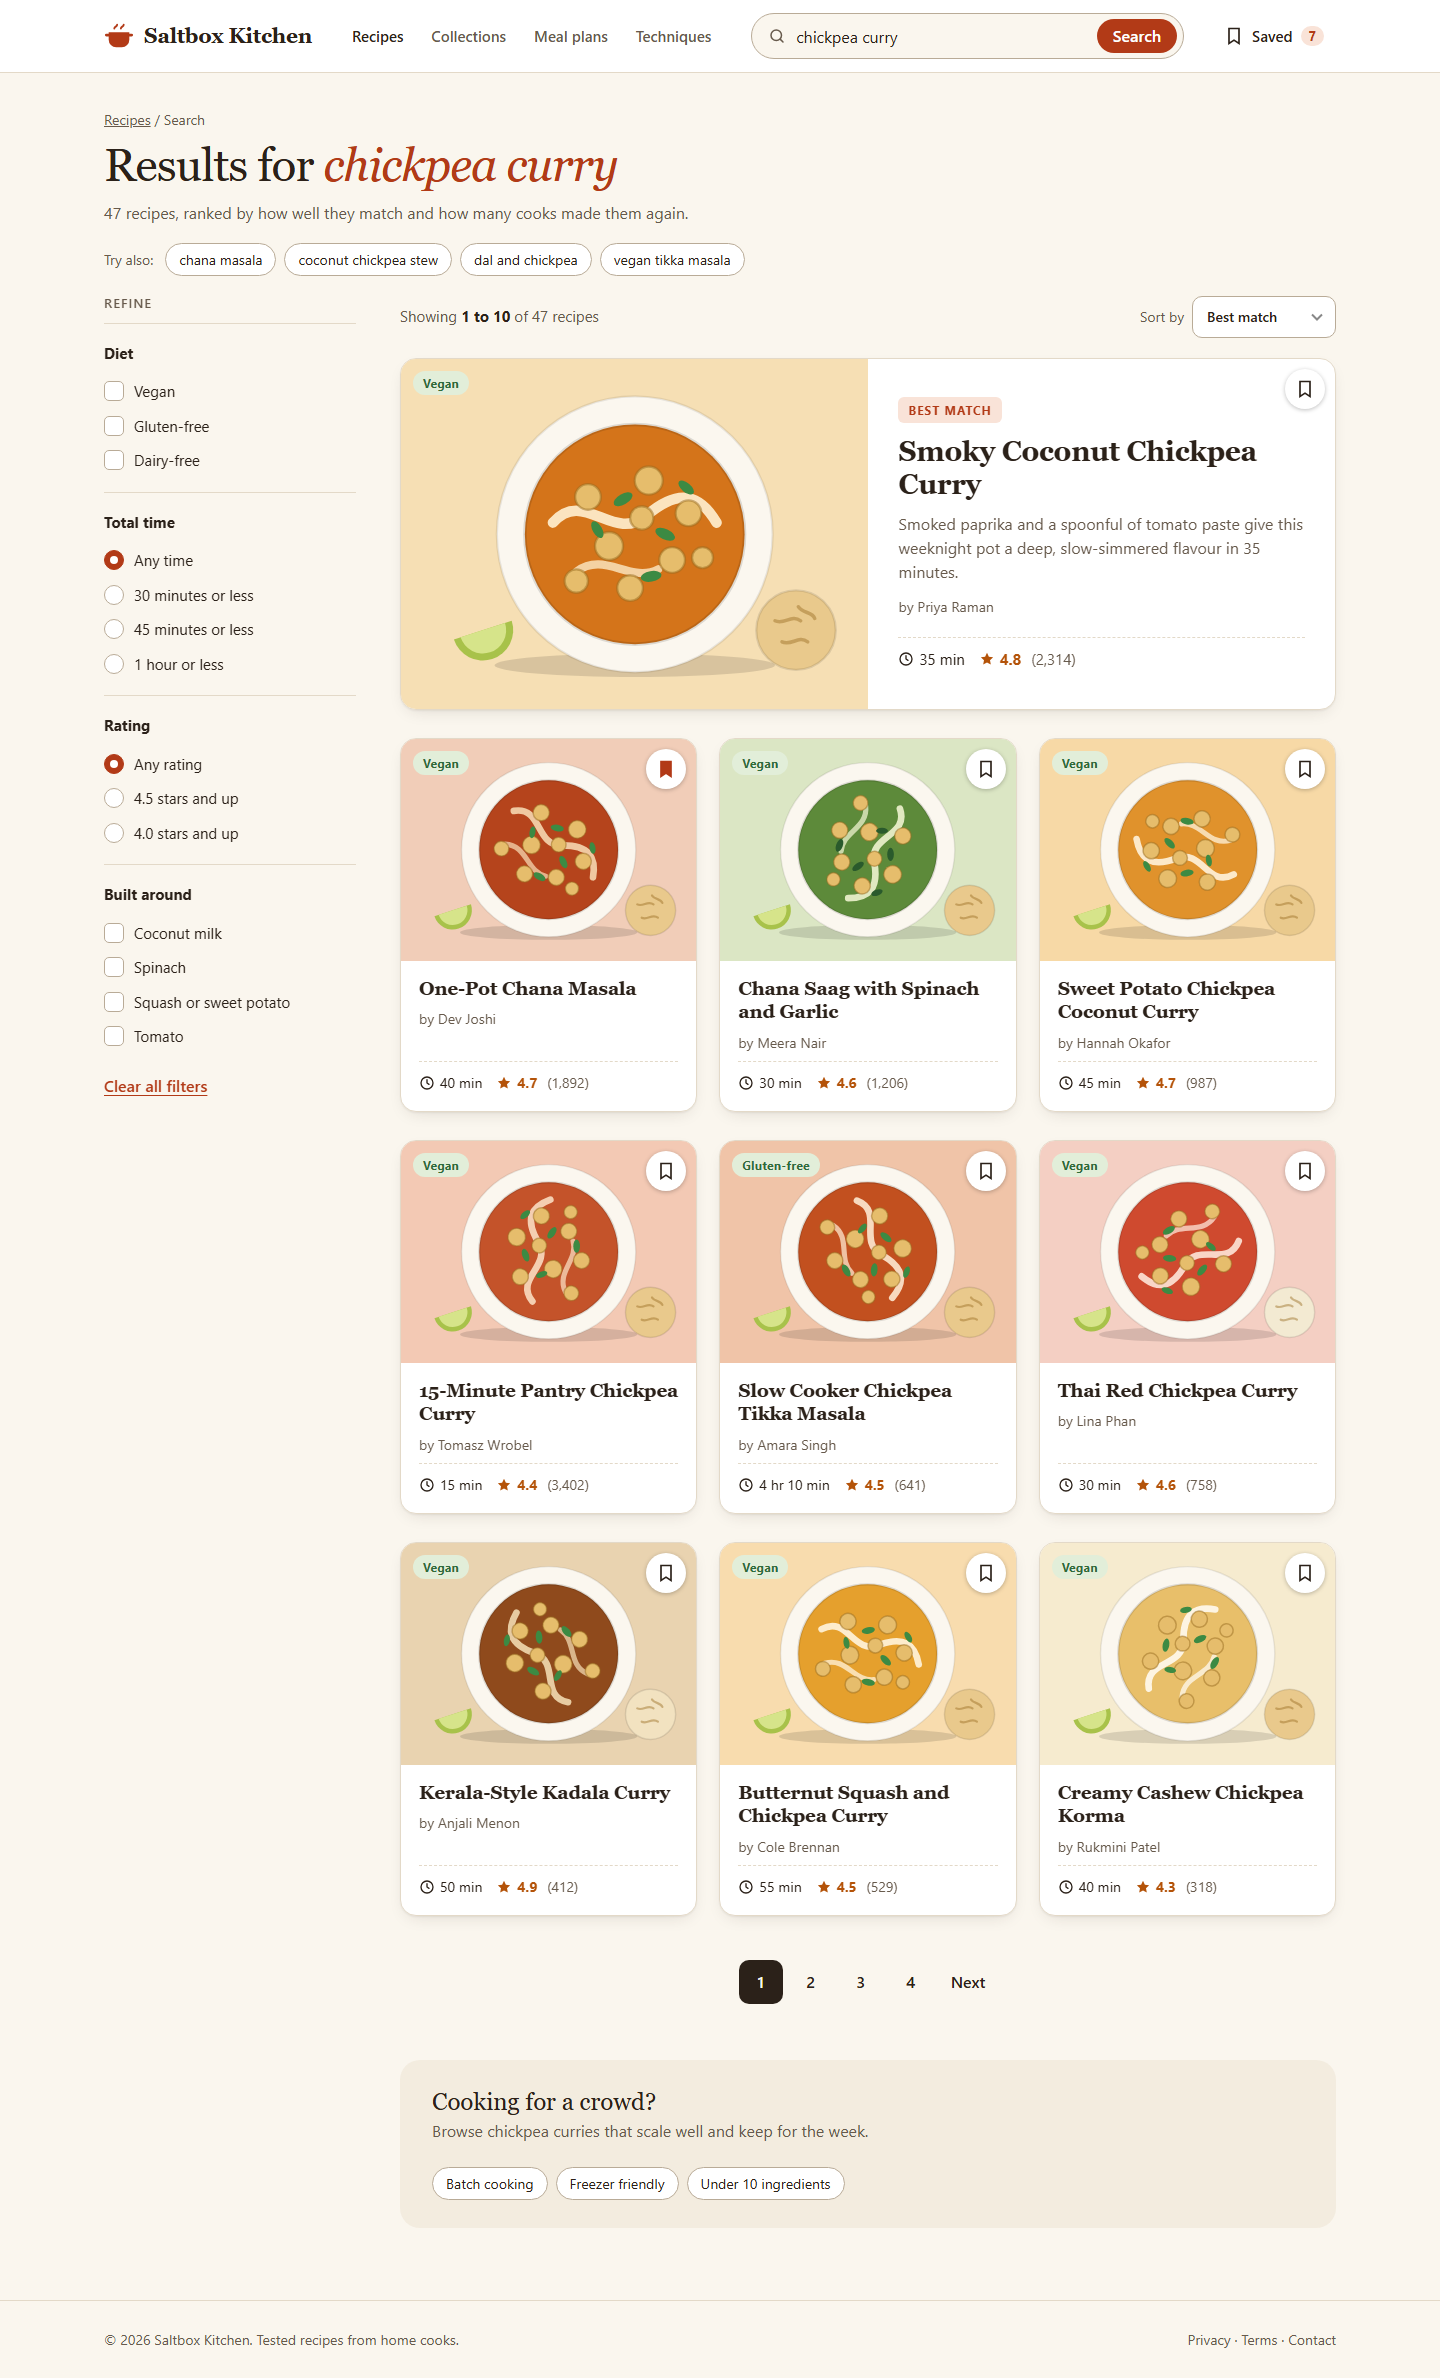 Saltbox Kitchen
Recipes
Collections
Meal plans
Techniques
chickpea curry
Search
Saved 7
Recipes / Search
Results for chickpea curry
47 recipes, ranked by how well they match and how many cooks made them again.
Try also:
chana masala
coconut chickpea stew
dal and chickpea
vegan tikka masala
REFINE
Diet
Vegan
Gluten-free
Dairy-free
Total time
Any time
30 minutes or less
45 minutes or less
1 hour or less
Rating
Any rating
4.5 stars and up
4.0 stars and up
Built around
Coconut milk
Spinach
Squash or sweet potato
Tomato
Clear all filters
Showing 1 to 10 of 47 recipes
Sort by
Best match
Vegan
BEST MATCH
Smoky Coconut Chickpea
Curry
Smoked paprika and a spoonful of tomato paste give this
weeknight pot a deep, slow-simmered flavour in 35
minutes.
by Priya Raman
35 min 4.8 (2,314)
Vegan
One-Pot Chana Masala
by Dev Joshi
40 min 4.7 (1,892)
Vegan
Chana Saag with Spinach
and Garlic
by Meera Nair
30 min 4.6 (1,206)
Vegan
Sweet Potato Chickpea
Coconut Curry
by Hannah Okafor
45 min 4.7 (987)
Vegan
15-Minute Pantry Chickpea
Curry
by Tomasz Wrobel
15 min 4.4 (3,402)
Gluten-free
Slow Cooker Chickpea
Tikka Masala
by Amara Singh
4 hr 10 min 4.5 (641)
Vegan
Thai Red Chickpea Curry
by Lina Phan
30 min 4.6 (758)
Vegan
Kerala-Style Kadala Curry
by Anjali Menon
50 min 4.9 (412)
Vegan
Butternut Squash and
Chickpea Curry
by Cole Brennan
55 min 4.5 (529)
Vegan
Creamy Cashew Chickpea
Korma
by Rukmini Patel
40 min 4.3 (318)
1 2 3 4 Next
Cooking for a crowd?
Browse chickpea curries that scale well and keep for the week.
Batch cooking
Freezer friendly
Under 10 ingredients
© 2026 Saltbox Kitchen. Tested recipes from home cooks.
Privacy · Terms · Contact